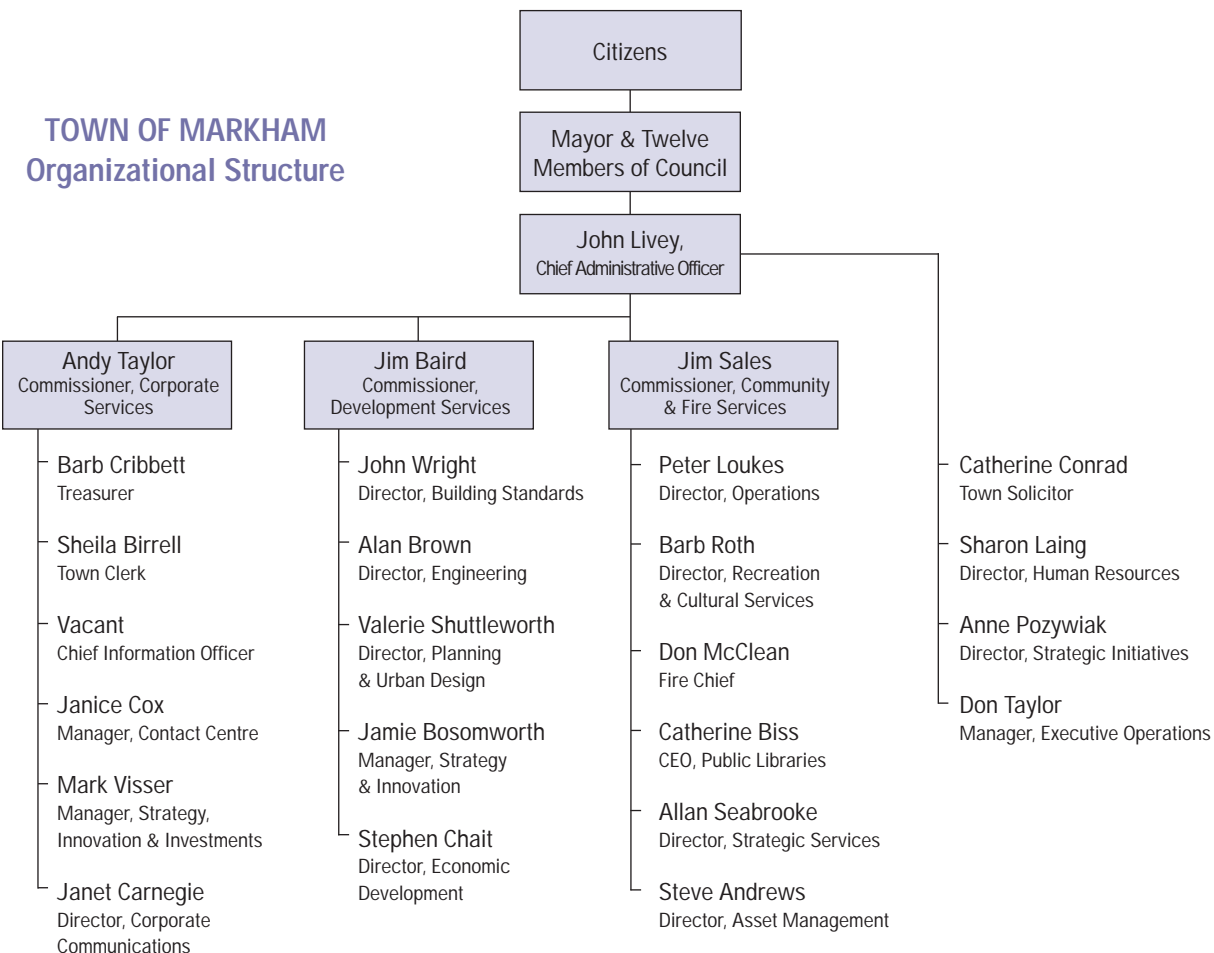 Citizens
TOWN OF MARKHAM
Organizational Structure
Mayor & Twelve
Members of Council
John Livey,
Chief Administrative Officer
Andy Taylor
Commissioner, Corporate
Services
Barb Cribbett
Treasurer
Sheila Birrell
Town Clerk
Vacant
Chief Information Officer
Janice Cox
Manager, Contact Centre
Mark Visser
Manager, Strategy,
Innovation & Investments
Janet Carnegie
Director, Corporate
Communications
Jim Baird
Commissioner,
Development Services
John Wright
Director, Building Standards
Alan Brown
Director, Engineering
Valerie Shuttleworth
Director, Planning
& Urban Design
Jamie Bosomworth
Manager, Strategy
& Innovation
Stephen Chait
Director, Economic
Development
Jim Sales
Commissioner, Community
& Fire Services
Peter Loukes
Director, Operations
Barb Roth
Director, Recreation
& Cultural Services
Don McClean
Fire Chief
Catherine Biss
CEO, Public Libraries
Allan Seabrooke
Director, Strategic Services
Steve Andrews
Director, Asset Management
Catherine Conrad
Town Solicitor
Sharon Laing
Director, Human Resources
Anne Pozywiak
Director, Strategic Initiatives
Don Taylor
Manager, Executive Operations